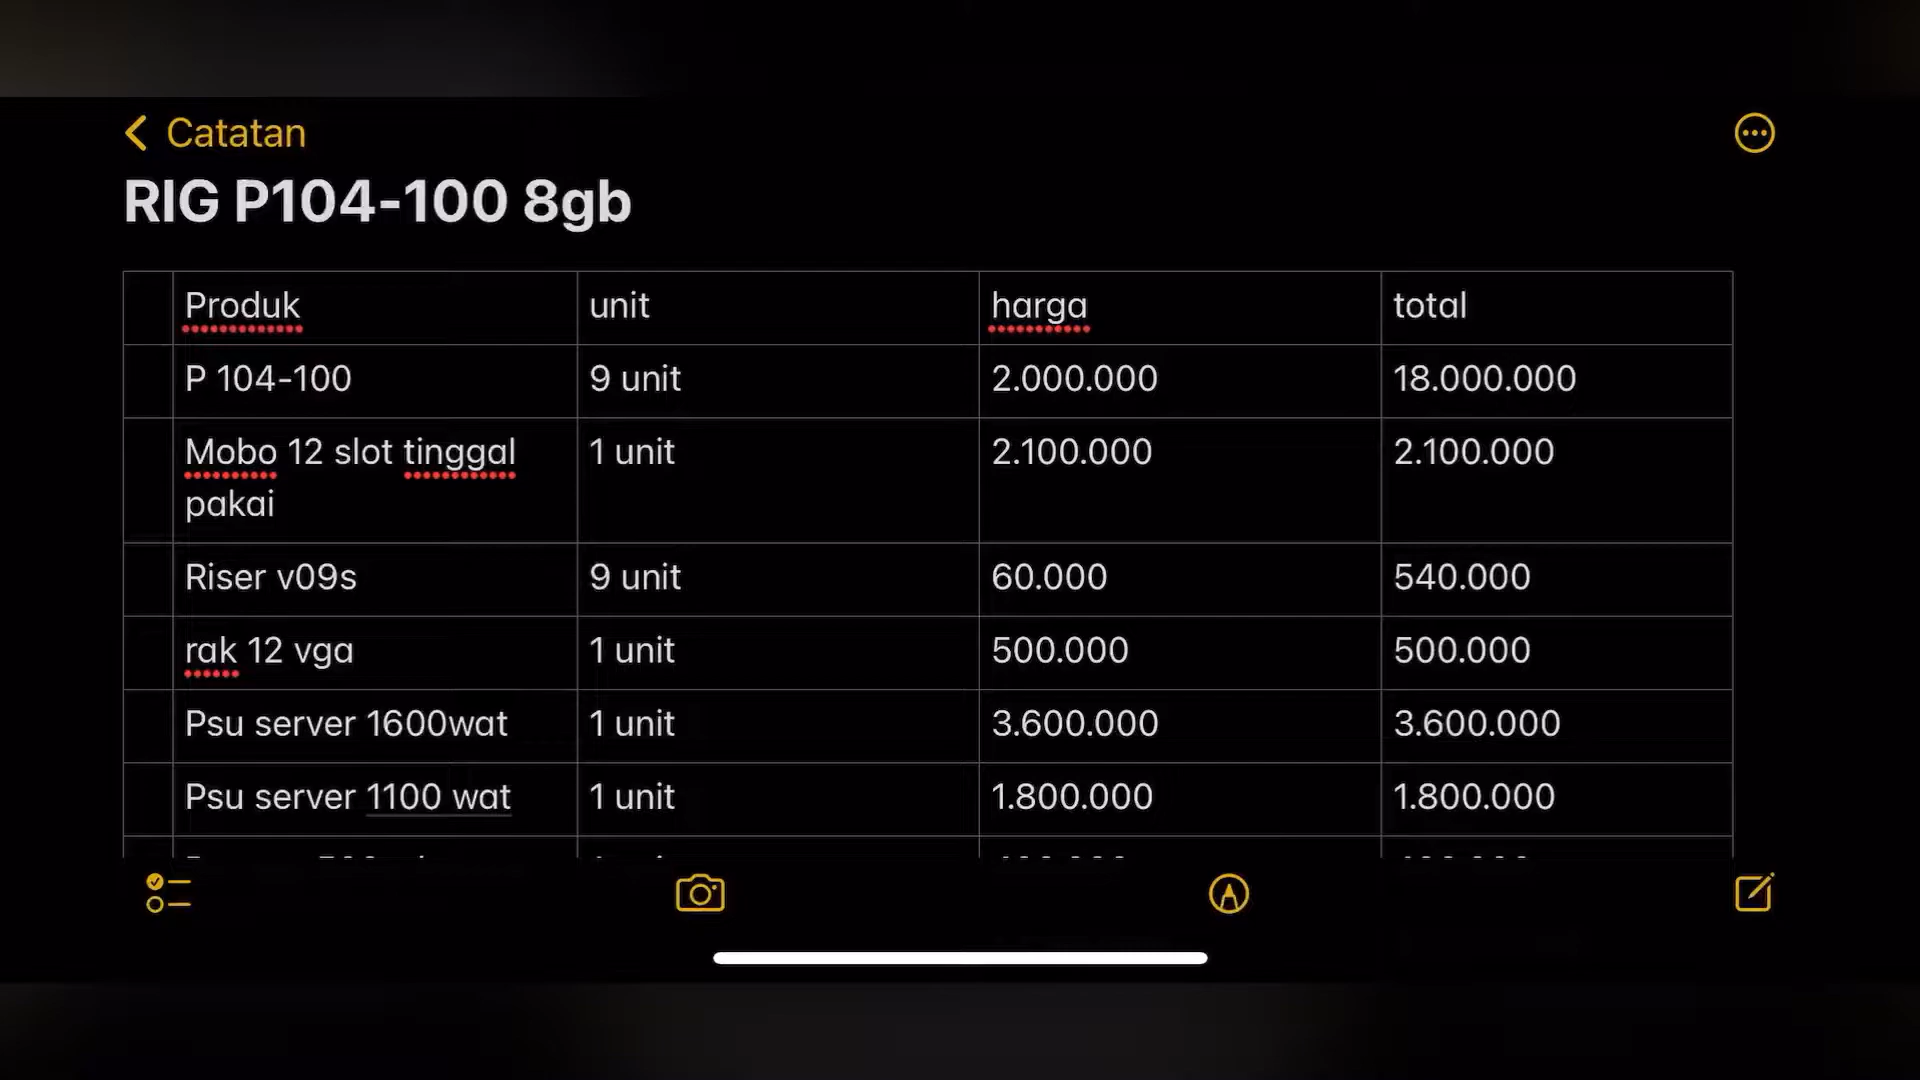 Catatan
RIG P104-100 8gb
Produk unit harga total
P 104-100 9 unit 2.000.000 18.000.000
Mobo 12 slot tinggal 1 unit 2.100.000 2.100.000
pakai
Riser v09s 9 unit 60.000 540.000
rak 12 vga 1 unit 500.000 500.000
Psu server 1600wat 1 unit 3.600.000 3.600.000
Psu server 1100 wat 1 unit 1.800.000 1.800.000